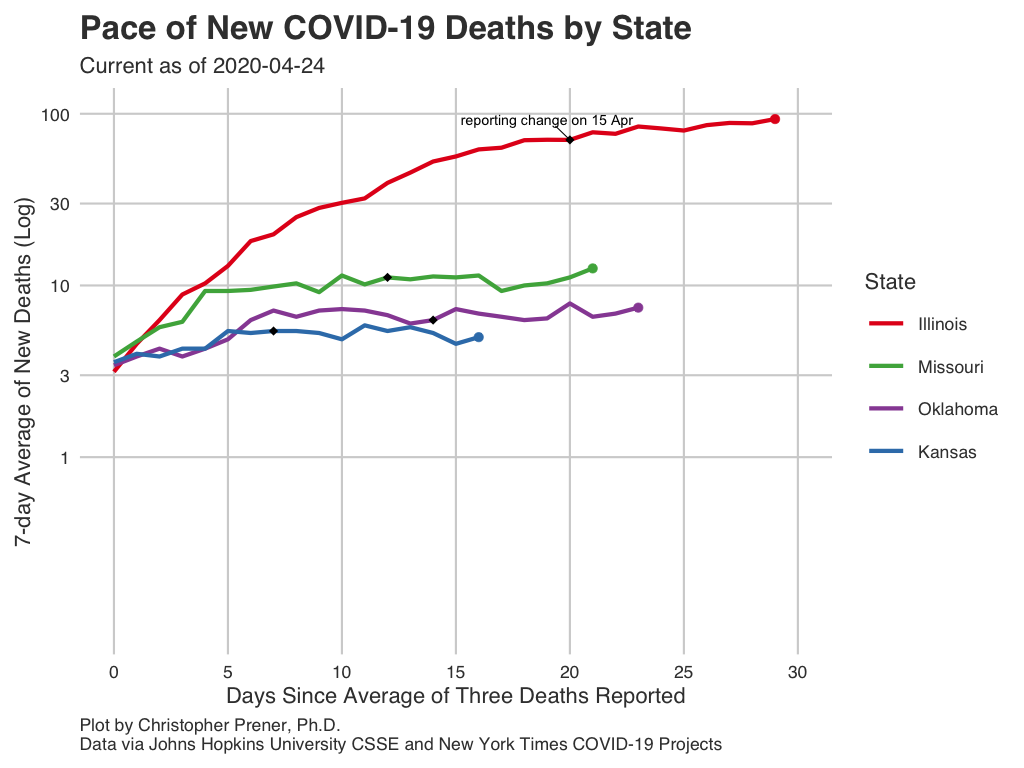 Pace of New COVID-19 Deaths by State
Current as of 2020-04-24
100
30
10
3
1
7-day Average of New Deaths (Log)
reporting change on 15 Apr
State
Illinois
Missouri
Oklahoma
Kansas
0 5 10 15 20 25 30
Days Since Average of Three Deaths Reported
Plot by Christopher Prener, Ph.D.
Data via Johns Hopkins University CSSE and New York Times COVID-19 Projects